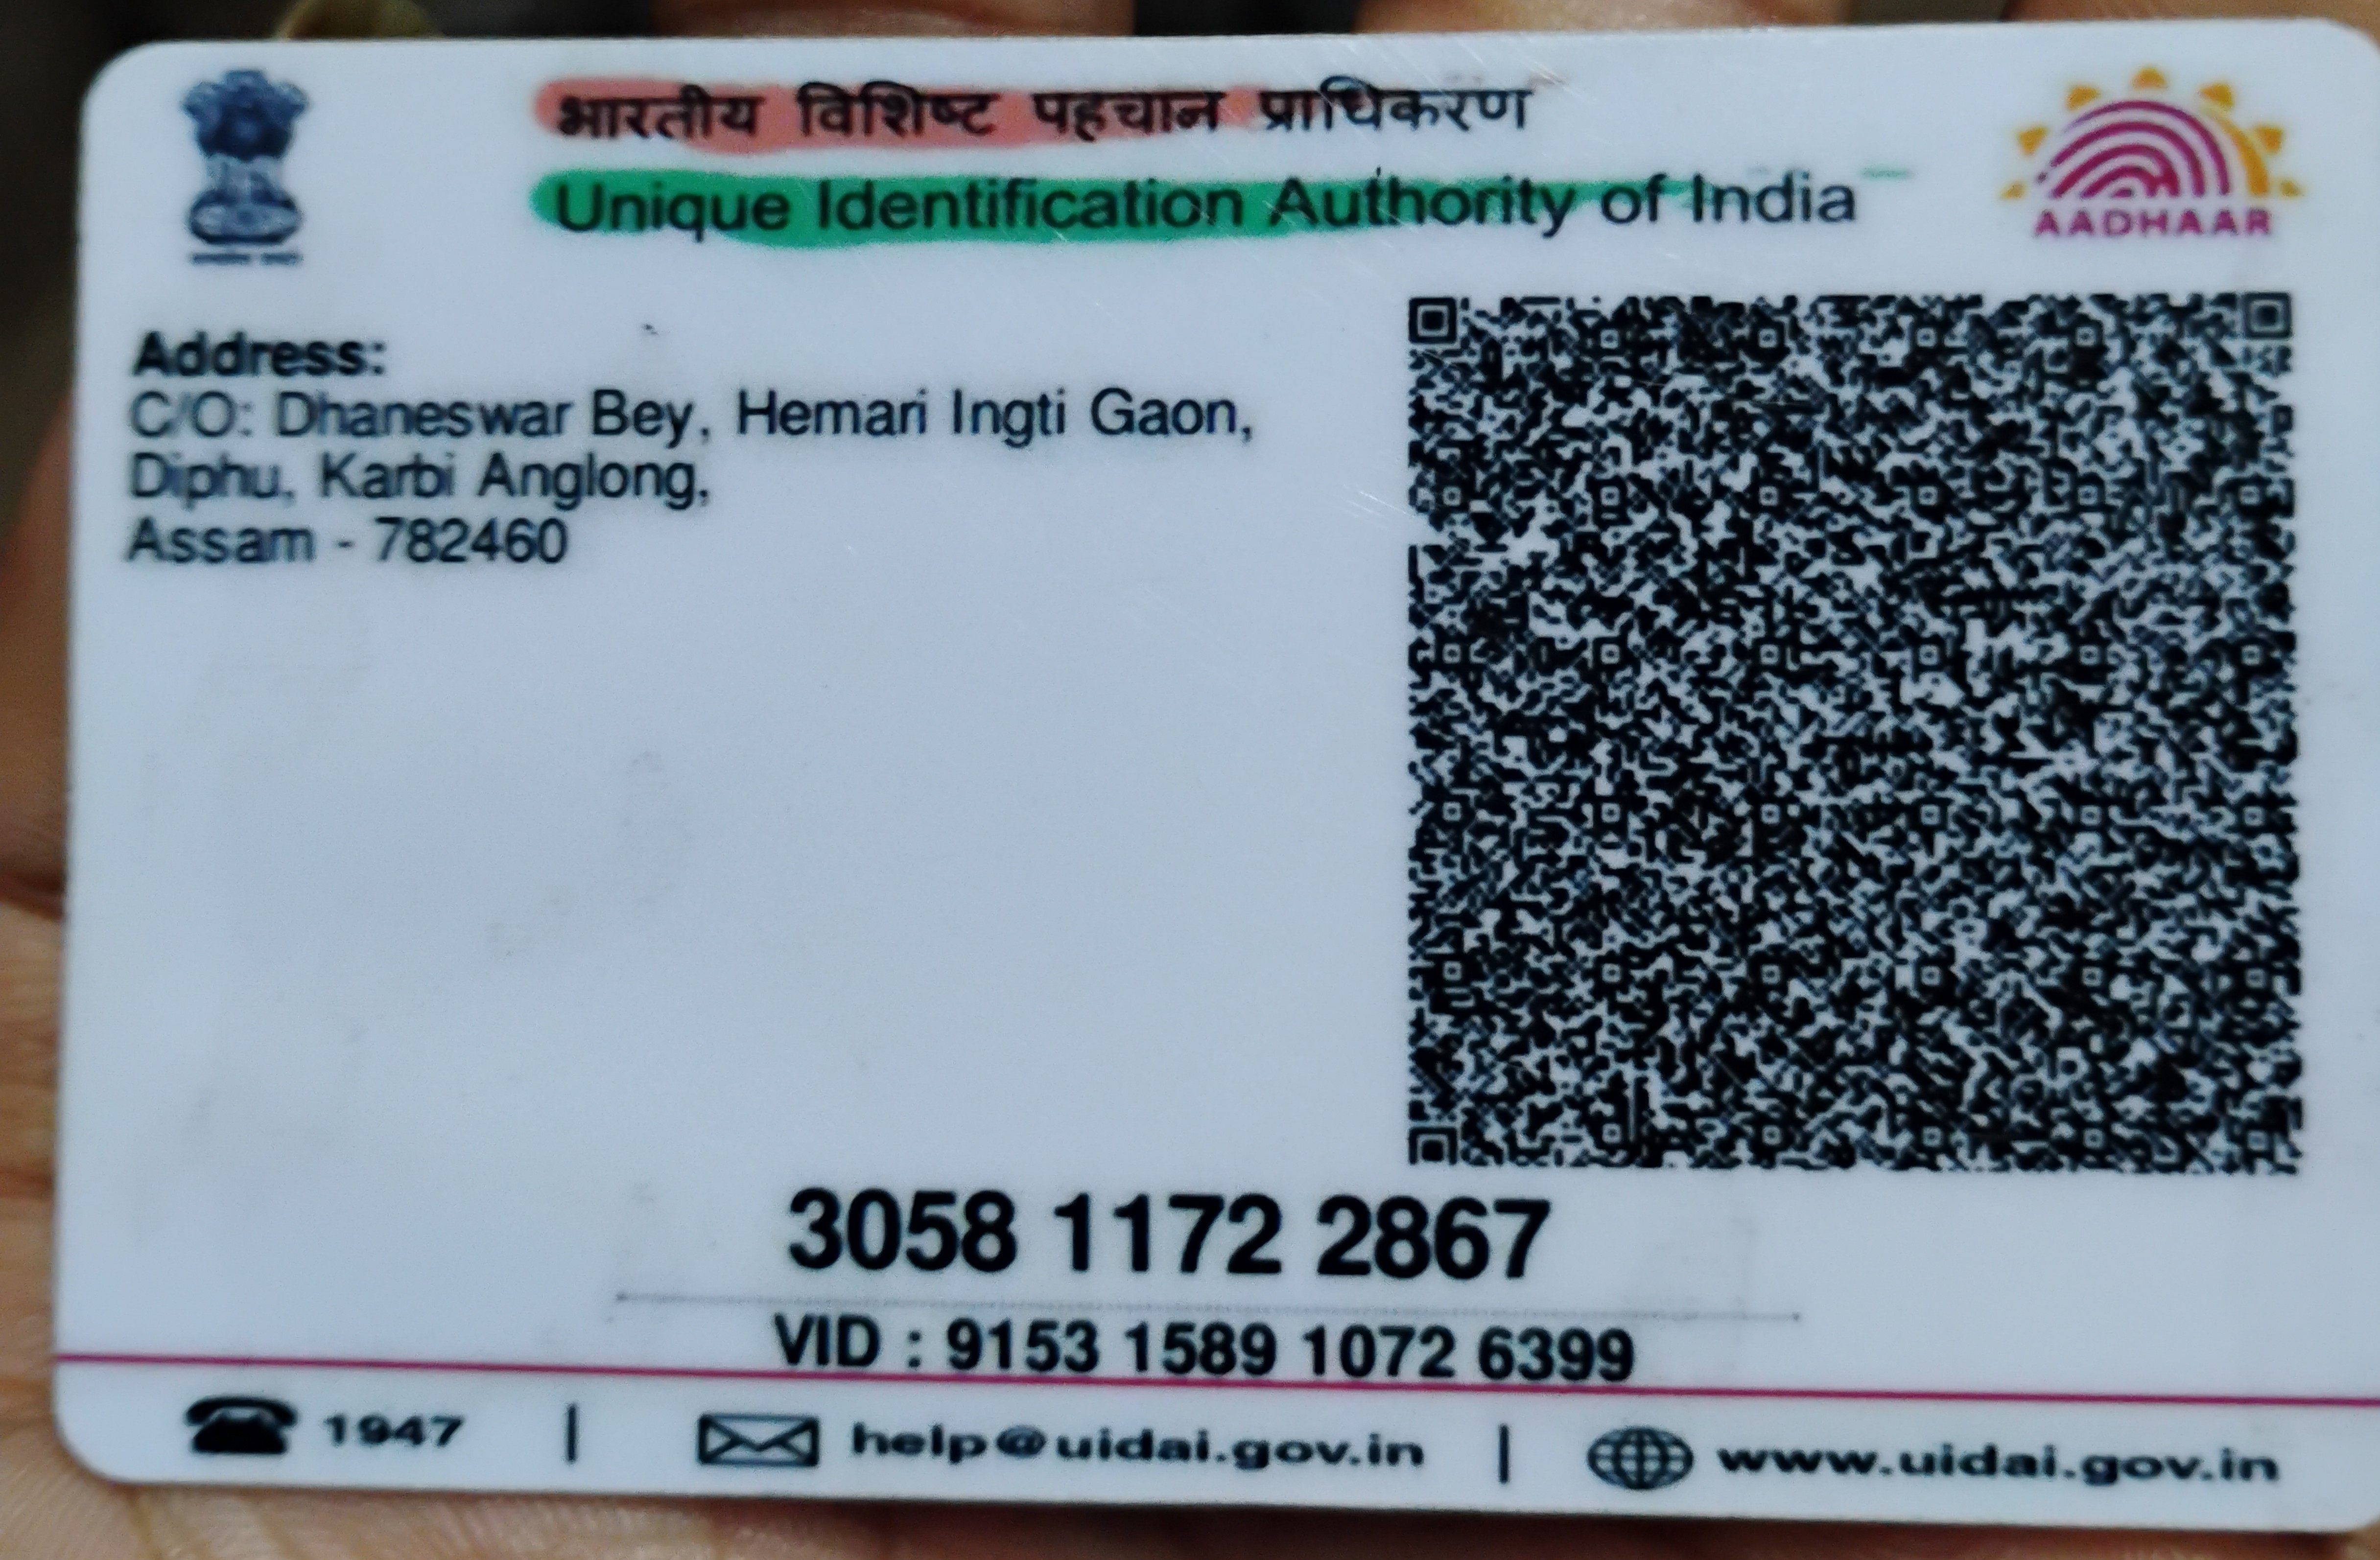 भारतीय विशिष्ट पहचान प्राधिकरण
Unique Identification Authority of India
AADHAAR
Address:
C/O: Dhaneswar Bey, Hemari Ingti Gaon,
Diphu, Karbi Anglong,
Assam - 782460
3058 1172 2867
VID : 9153 1589 1072 6399
1947 | help@uidai.gov.in | www.uidai.gov.in